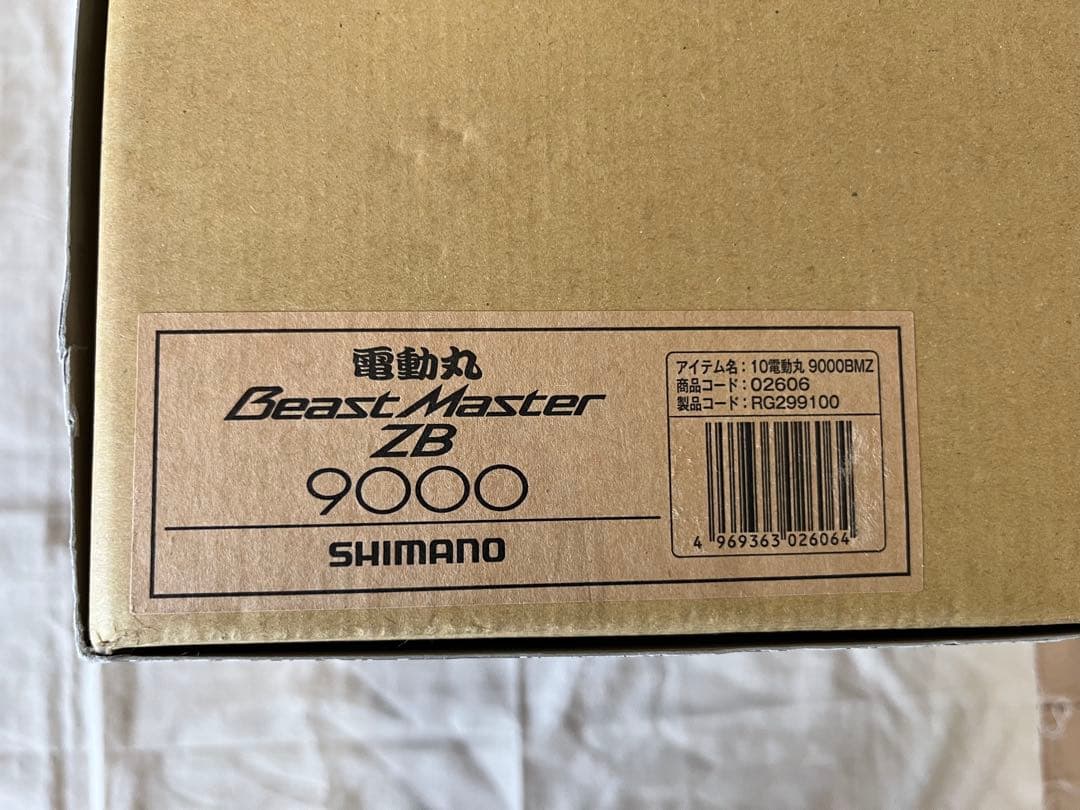 電動丸
Beast Master
ZB
9000
SHIMANO
アイテム名：10電動丸 9000BMZ
商品コード：02606
製品コード：RG299100
4 969363 026064